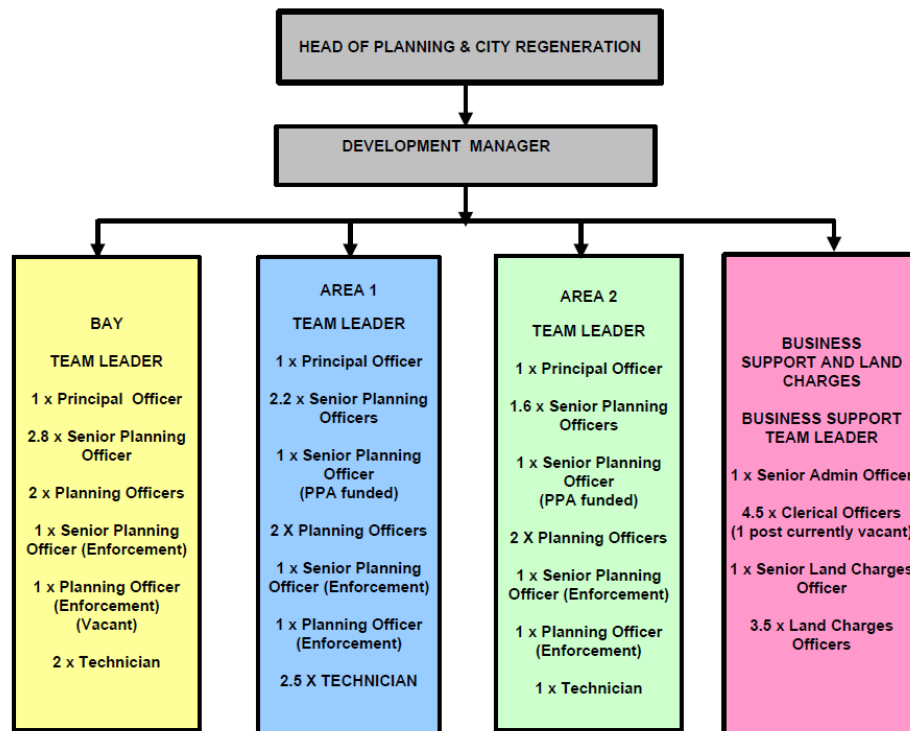 HEAD OF PLANNING & CITY REGENERATION
DEVELOPMENT MANAGER
BAY
TEAM LEADER
1 x Principal Officer
2.8 x Senior Planning
Officer
2 x Planning Officers
1 x Senior Planning
Officer (Enforcement)
1 x Planning Officer
(Enforcement)
(Vacant)
2 x Technician
AREA 1
TEAM LEADER
1 x Principal Officer
2.2 x Senior Planning
Officers
1 x Senior Planning
Officer
(PPA funded)
2 X Planning Officers
1 x Senior Planning
Officer (Enforcement)
1 x Planning Officer
(Enforcement)
2.5 X TECHNICIAN
AREA 2
TEAM LEADER
1 x Principal Officer
1.6 x Senior Planning
Officers
1 x Senior Planning
Officer
(PPA funded)
2 X Planning Officers
1 x Senior Planning
Officer (Enforcement)
1 x Planning Officer
(Enforcement)
1 x Technician
BUSINESS
SUPPORT AND LAND
CHARGES
BUSINESS SUPPORT
TEAM LEADER
1 x Senior Admin Officer
4.5 x Clerical Officers
(1 post currently vacant)
1 x Senior Land Charges
Officer
3.5 x Land Charges
Officers